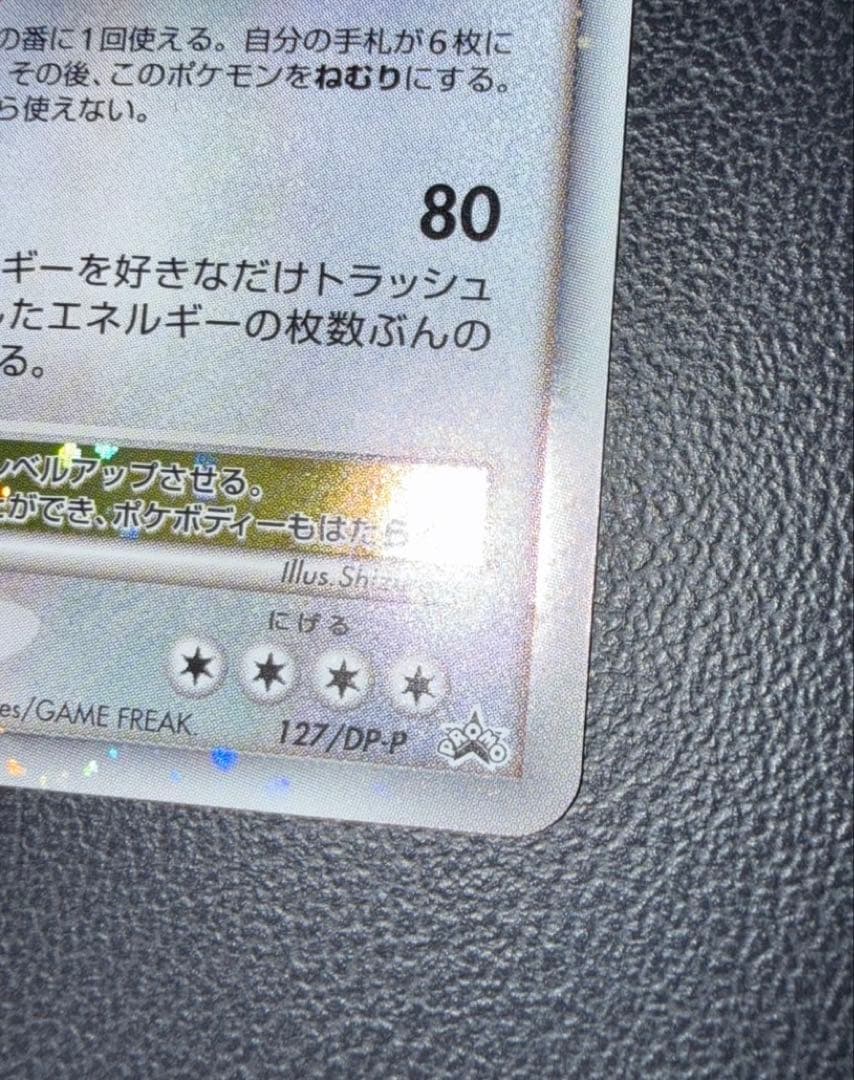 の番に1回使える。自分の手札が6枚に
その後、このポケモンをねむりにする。
ら使えない。
80
ギーを好きなだけトラッシュ
したエネルギーの枚数ぶんの
る。
レベルアップさせる。
とができ、ポケボディーもはたら
Illus. Shiz
にげる
es/GAME FREAK.
127/DP-P
PROMO